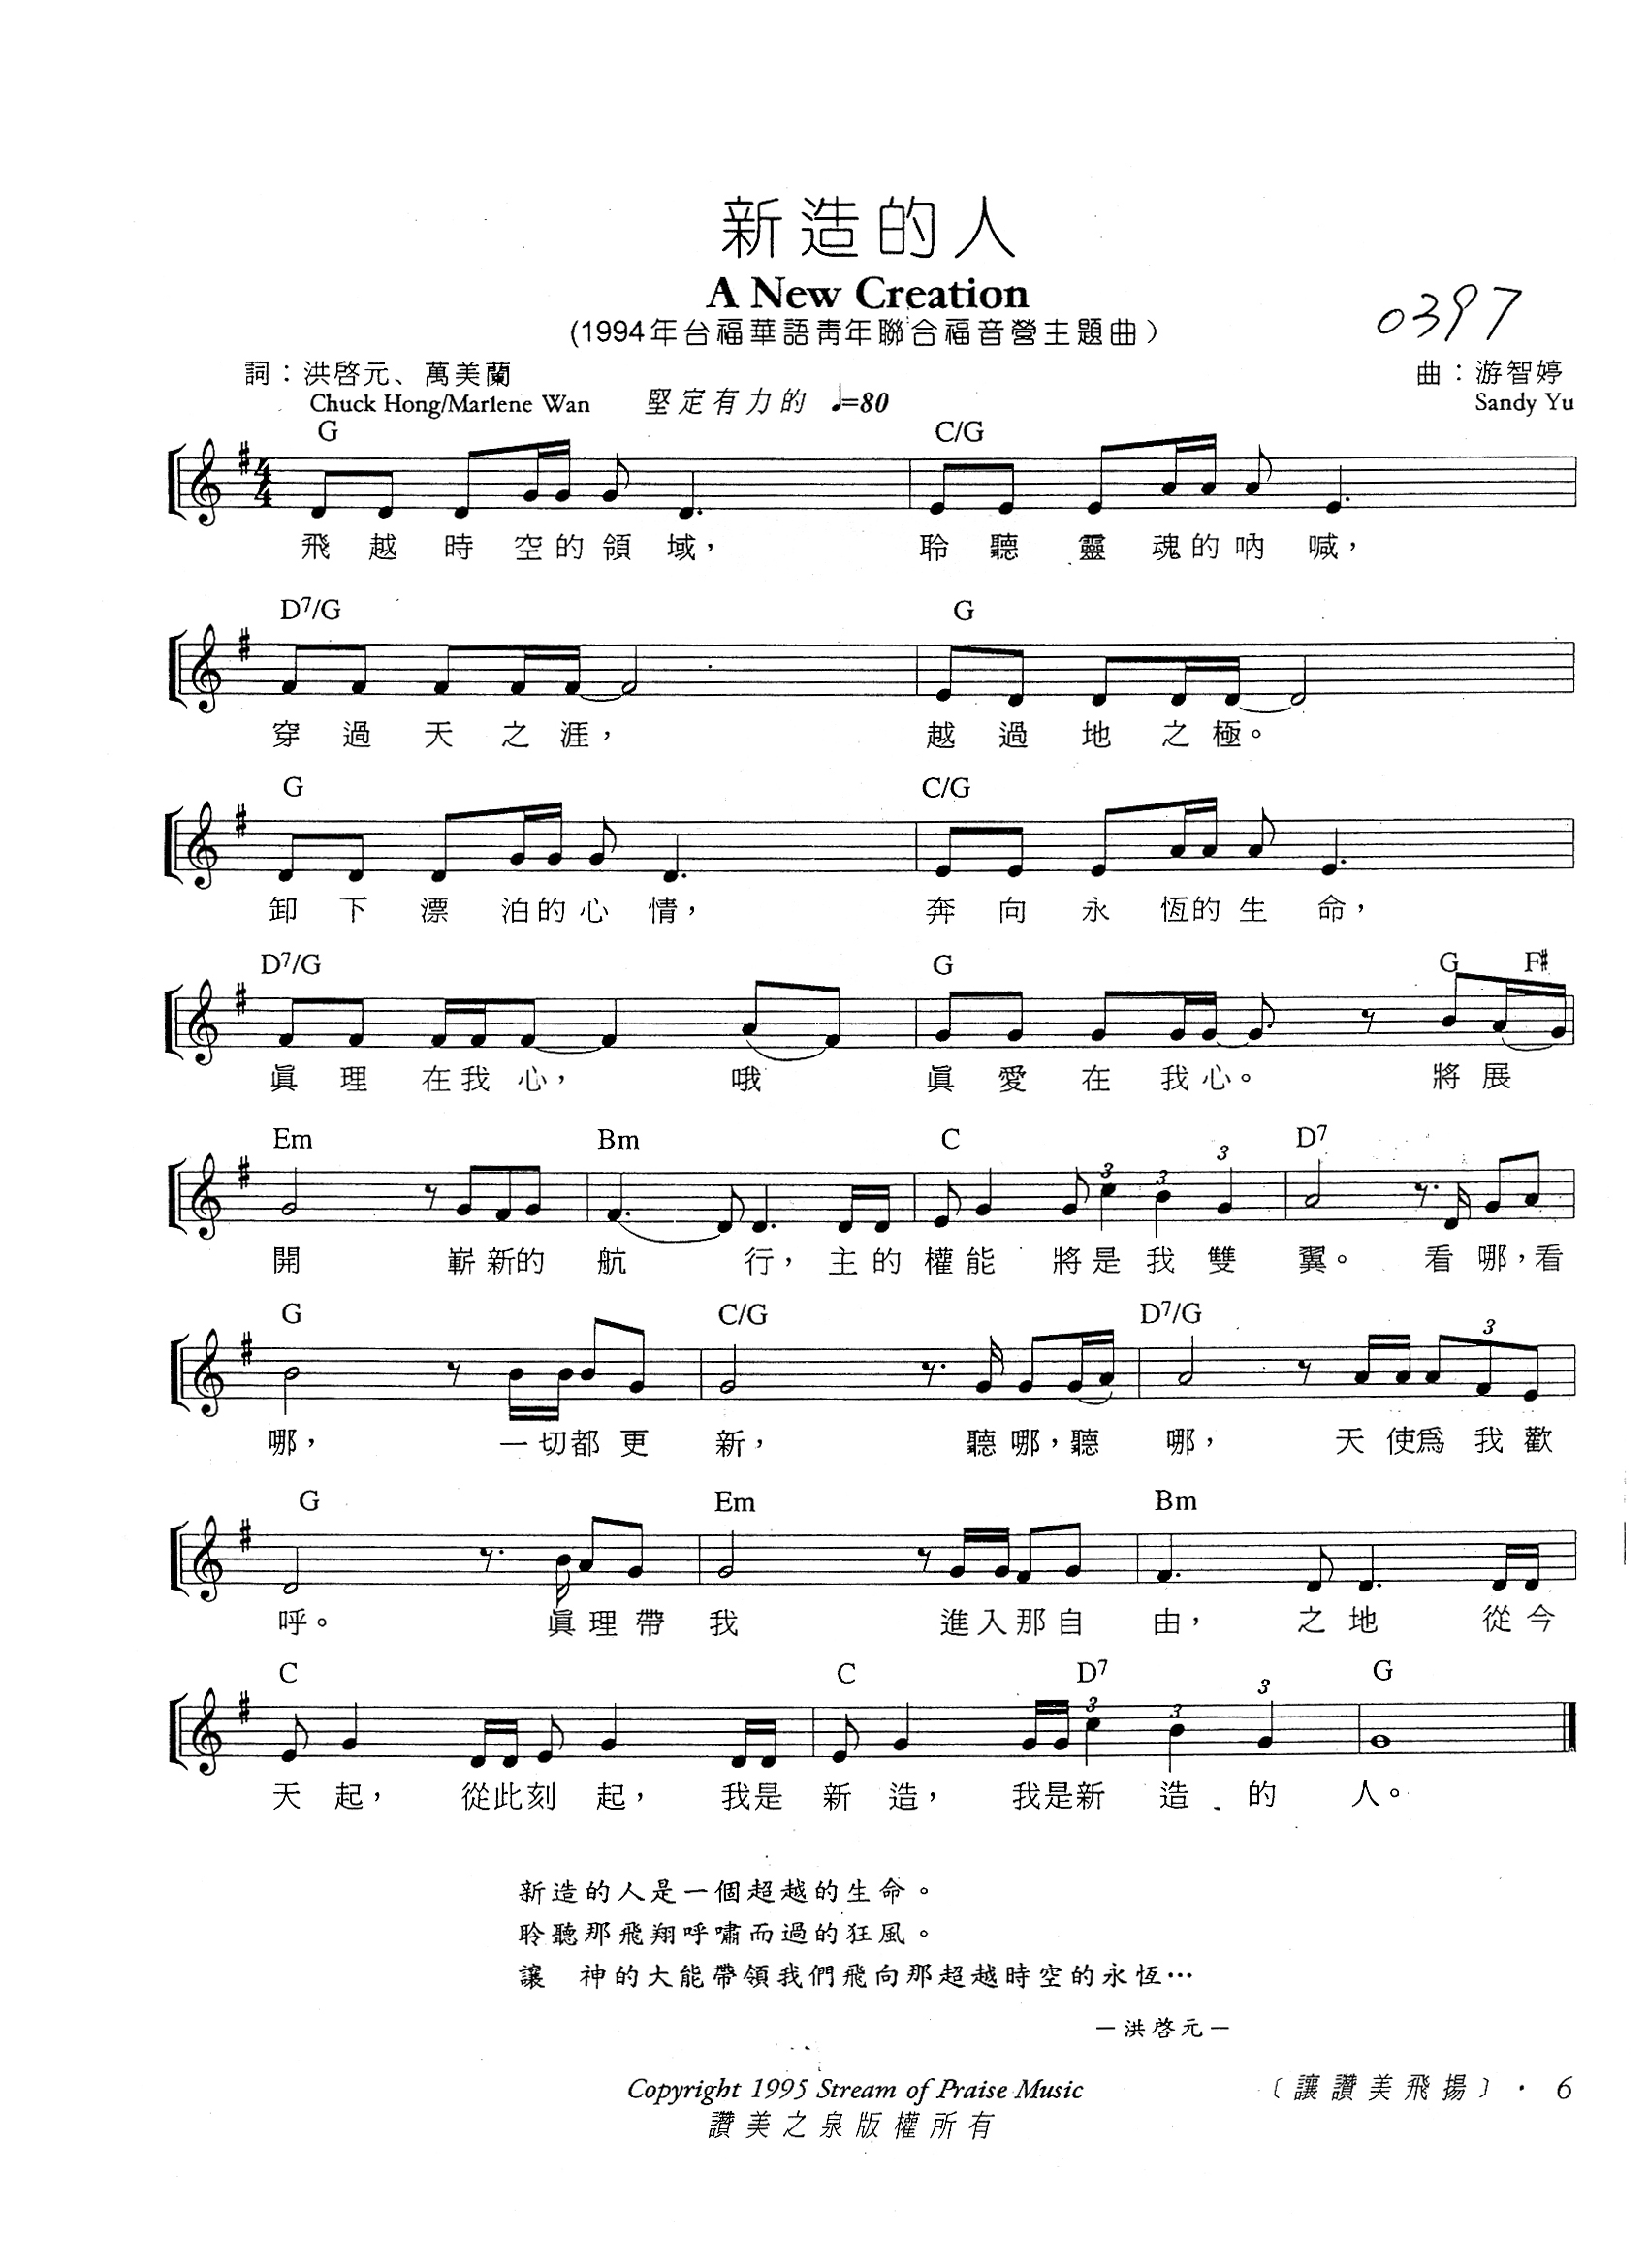 新造的人
A New Creation
(1994年台福華語靑年聯合福音營主題曲)
0397
詞：洪啓元、萬美蘭
曲：游智婷
Chuck Hong/Marlene Wan 堅定有力的 ♩=80
Sandy Yu
G C/G
4 4
飛越時空的領域， 聆聽靈魂的吶喊，
D7/G G
穿過天之涯， 越過地之極。
G C/G
卸下漂泊的心情， 奔向永恆的生命，
D7/G G G F#
眞理在我心， 哦 眞愛在我心。 將展
Em Bm C D7
3 3 3
開 嶄新的航 行，主的權能 將是我雙翼。 看哪，看
G C/G D7/G
3
哪， 一切都更新， 聽哪，聽哪， 天使爲我歡
G Em Bm
呼。 眞理帶我 進入那自由， 之地 從今
C C D7 G
3 3 3
天起， 從此刻起， 我是新造， 我是新造的人。
新造的人是一個超越的生命。
聆聽那飛翔呼嘯而過的狂風。
讓 神的大能帶領我們飛向那超越時空的永恆…
－洪啓元－
Copyright 1995 Stream of Praise Music
〔讓讚美飛揚〕· 6
讚美之泉版權所有